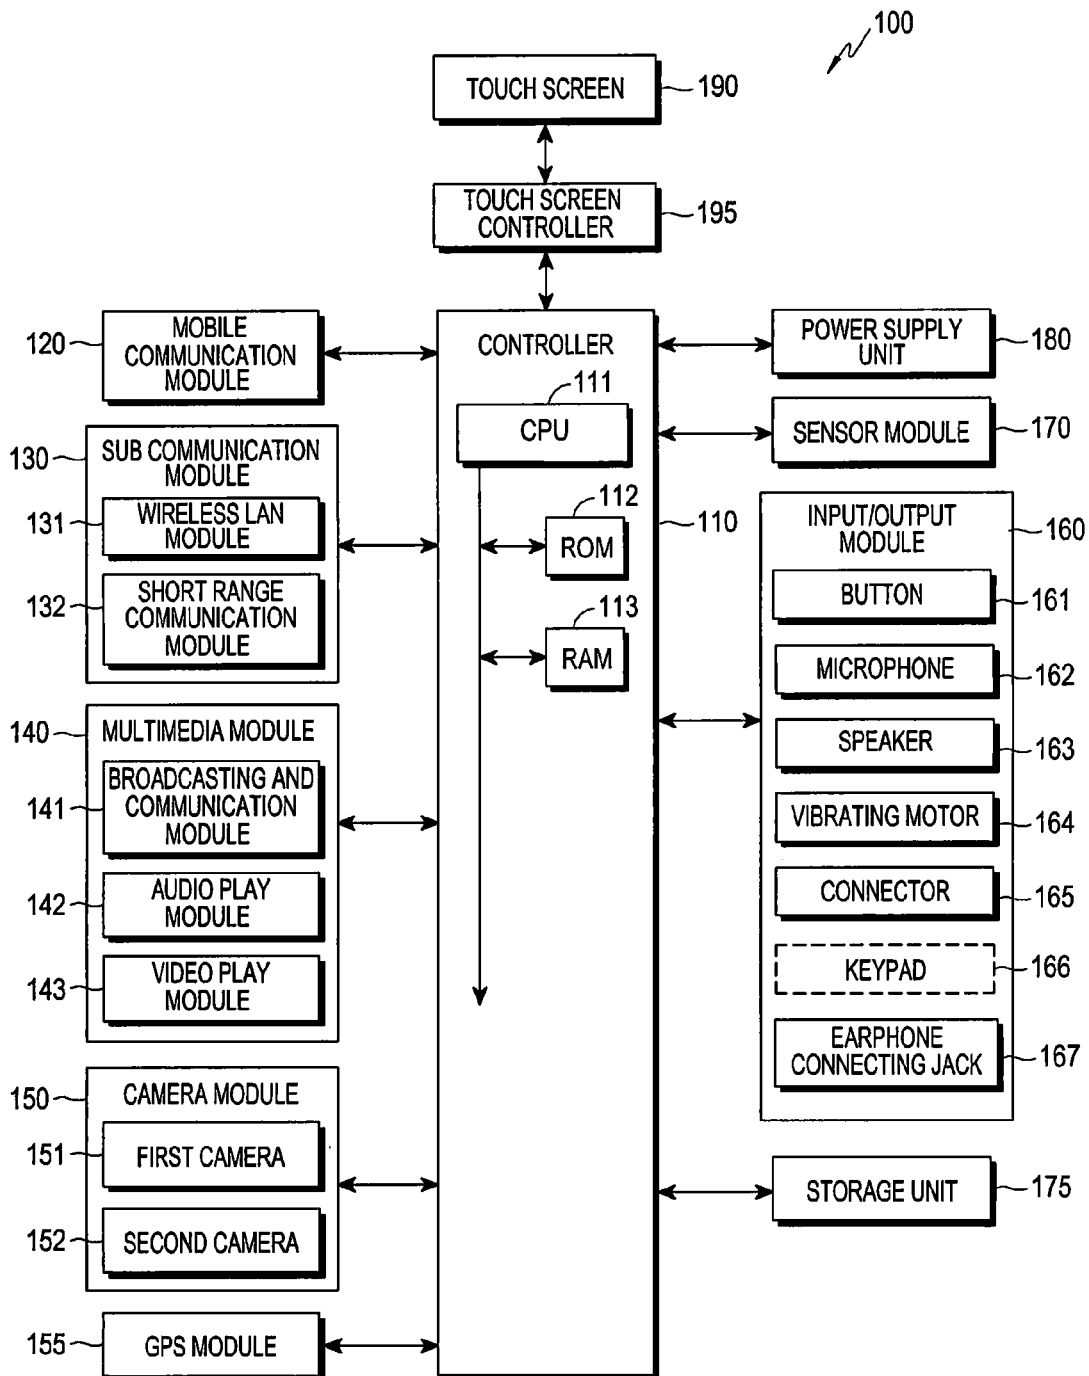 100
TOUCH SCREEN
190
TOUCH SCREEN
CONTROLLER
195
120
MOBILE
COMMUNICATION
MODULE
130
SUB COMMUNICATION
MODULE
131
WIRELESS LAN
MODULE
132
SHORT RANGE
COMMUNICATION
MODULE
140
MULTIMEDIA MODULE
141
BROADCASTING AND
COMMUNICATION
MODULE
142
AUDIO PLAY
MODULE
143
VIDEO PLAY
MODULE
150
CAMERA MODULE
151
FIRST CAMERA
152
SECOND CAMERA
155
GPS MODULE
CONTROLLER
111
CPU
112
ROM
113
RAM
110
POWER SUPPLY
UNIT
180
SENSOR MODULE
170
INPUT/OUTPUT
MODULE
160
BUTTON
161
MICROPHONE
162
SPEAKER
163
VIBRATING MOTOR
164
CONNECTOR
165
KEYPAD
166
EARPHONE
CONNECTING JACK
167
STORAGE UNIT
175